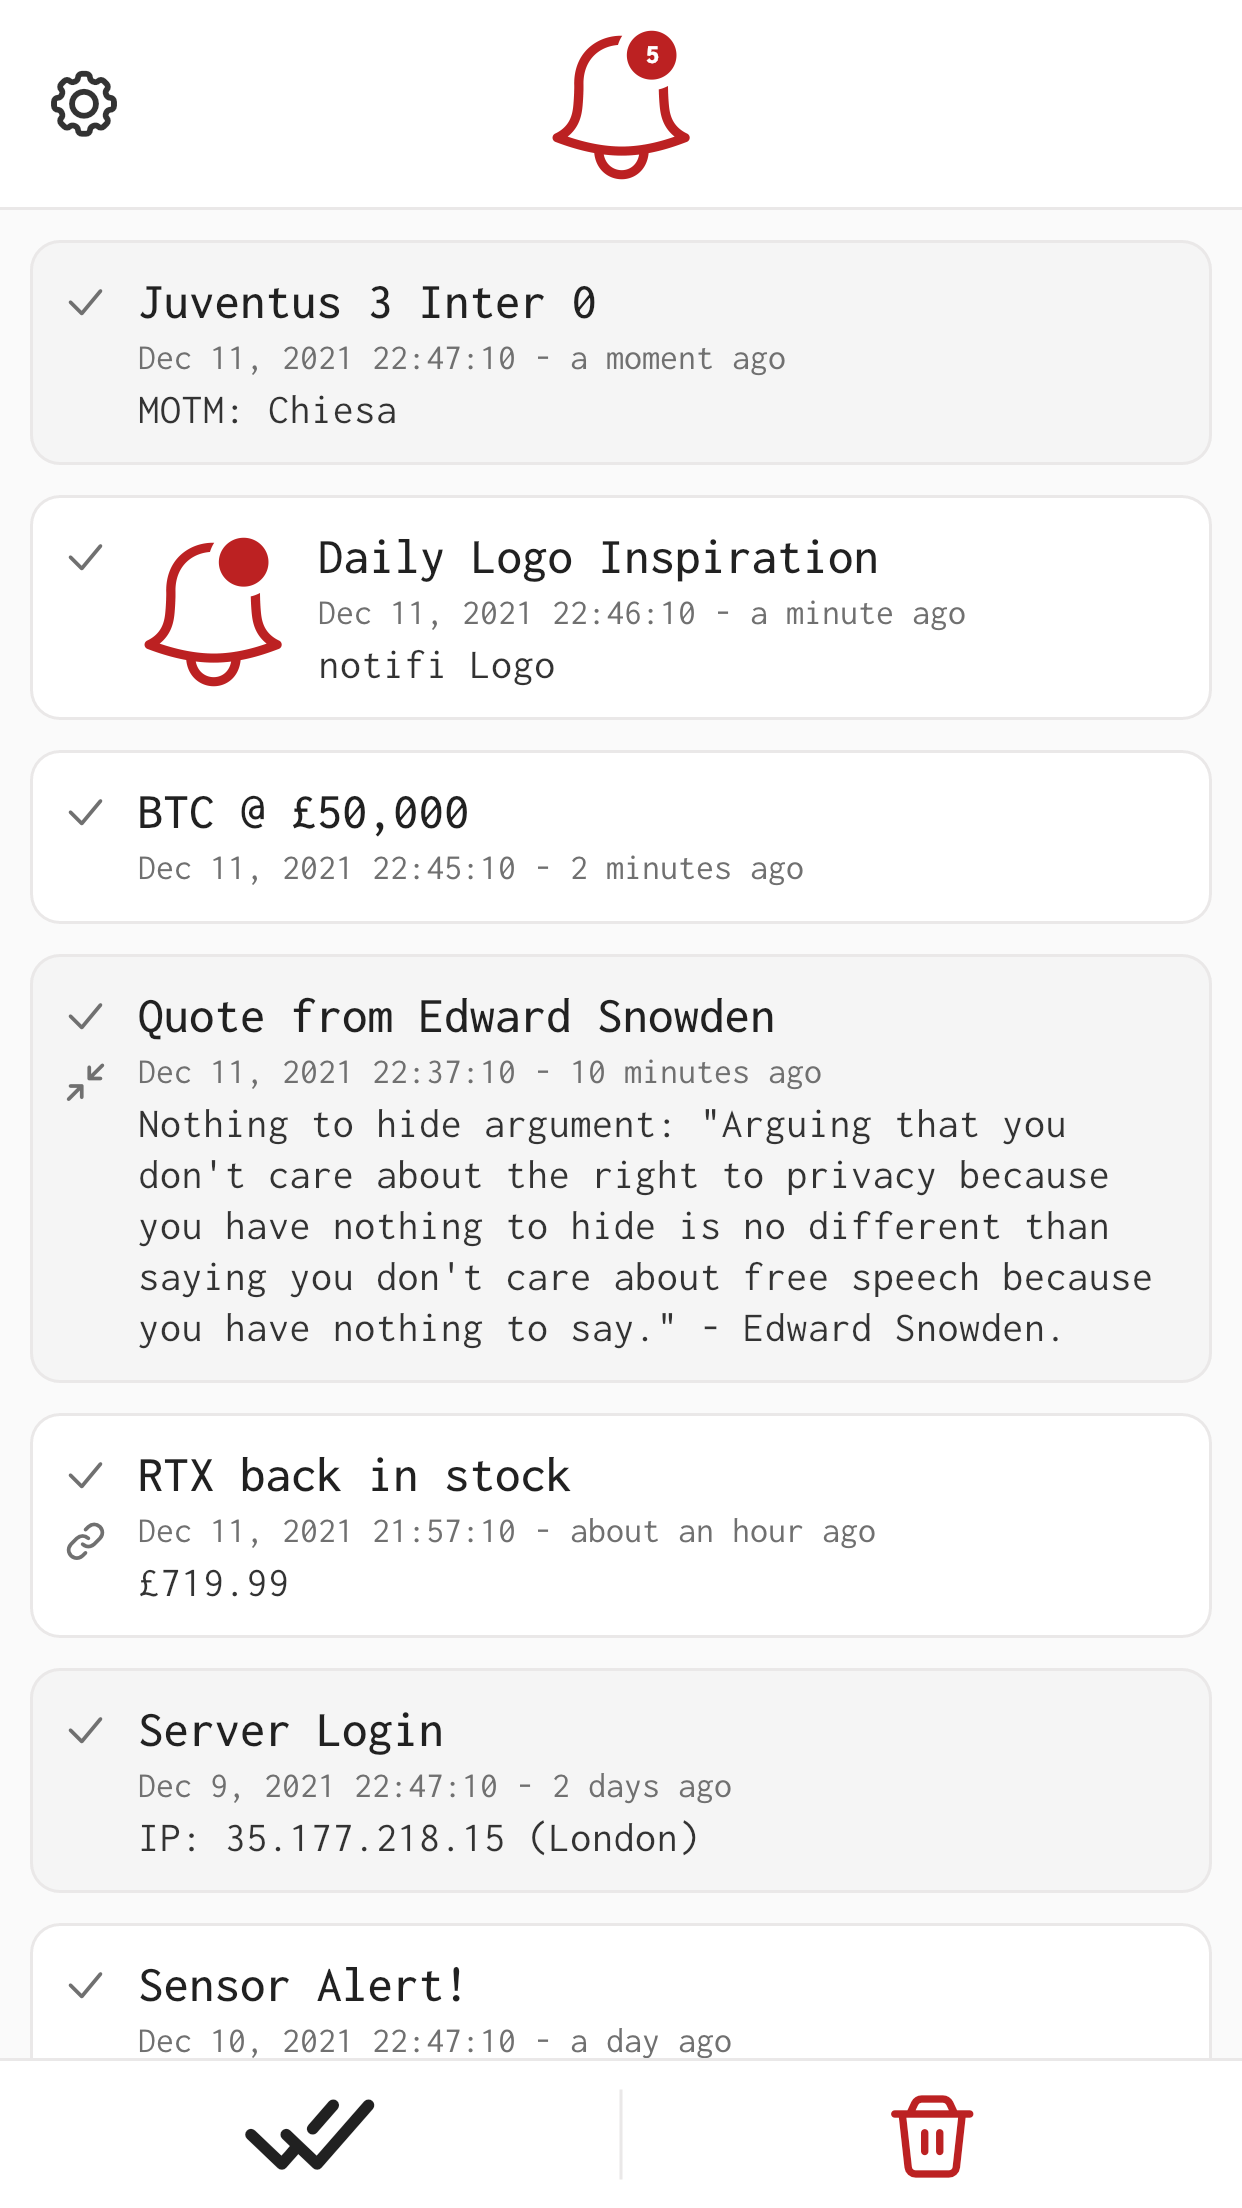 5
Juventus 3 Inter 0
Dec 11, 2021 22:47:10 - a moment ago
MOTM: Chiesa
Daily Logo Inspiration
Dec 11, 2021 22:46:10 - a minute ago
notifi Logo
BTC @ £50,000
Dec 11, 2021 22:45:10 - 2 minutes ago
Quote from Edward Snowden
Dec 11, 2021 22:37:10 - 10 minutes ago
Nothing to hide argument: "Arguing that you
don't care about the right to privacy because
you have nothing to hide is no different than
saying you don't care about free speech because
you have nothing to say." - Edward Snowden.
RTX back in stock
Dec 11, 2021 21:57:10 - about an hour ago
£719.99
Server Login
Dec 9, 2021 22:47:10 - 2 days ago
IP: 35.177.218.15 (London)
Sensor Alert!
Dec 10, 2021 22:47:10 - a day ago